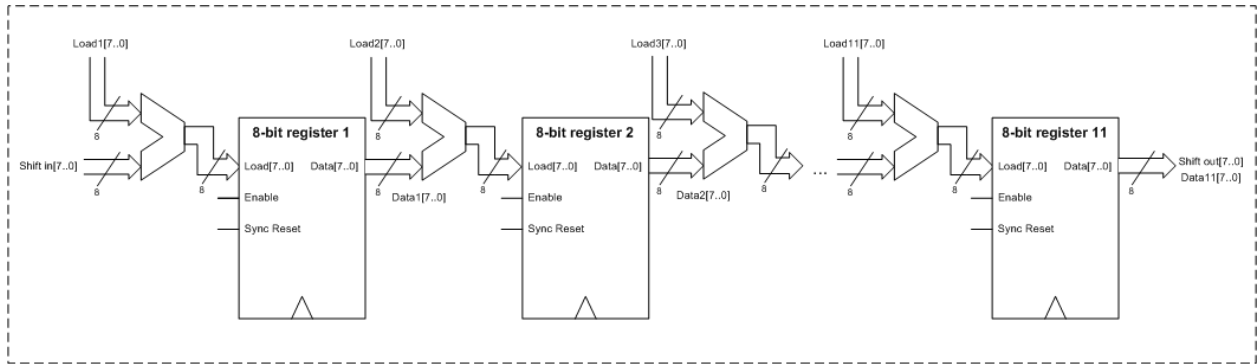 Load1[7..0] Load2[7..0] Load3[7..0] Load11[7..0]
8 8 8 8
8-bit register 1 8-bit register 2 8-bit register 11
Shift in[7..0] Load[7..0] Data[7..0] Load[7..0] Data[7..0] ... Load[7..0] Data[7..0] Shift out[7..0]
Data11[7..0]
8 8 8 8 8 8 8 8 8 8
Enable Data1[7..0] Enable Data2[7..0] Enable
Sync Reset Sync Reset Sync Reset